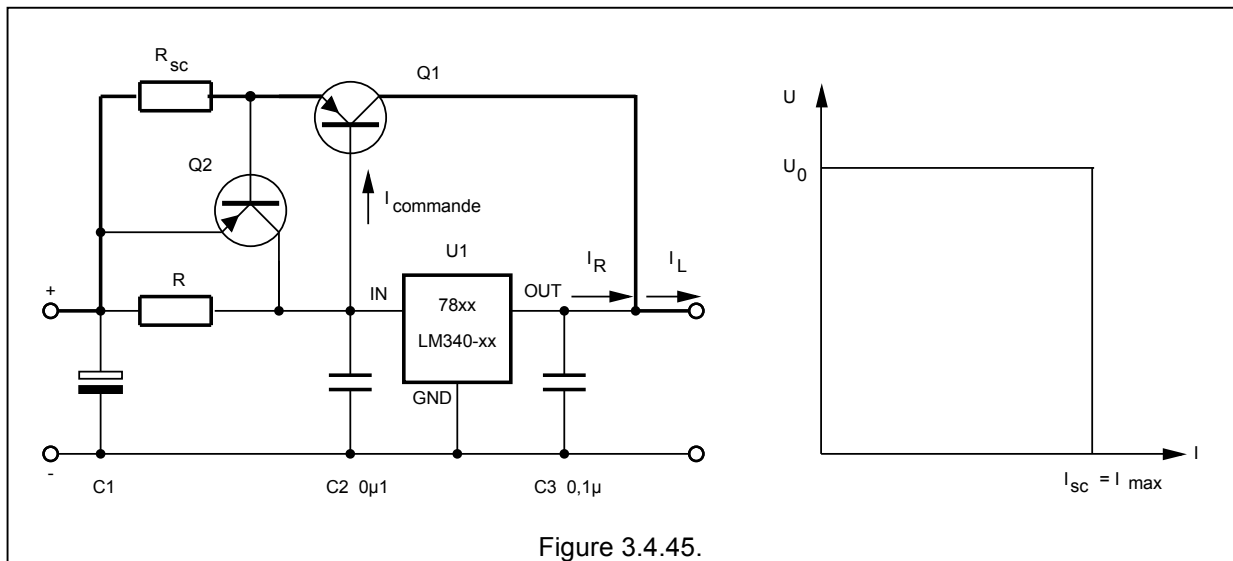 R sc
Q1
U
Q2
U 0
I commande
U1
I R
I L
R
IN
OUT
+
78xx
LM340-xx
GND
-
I
C1
C2 0µ1
C3 0,1µ
I sc = I max
Figure 3.4.45.